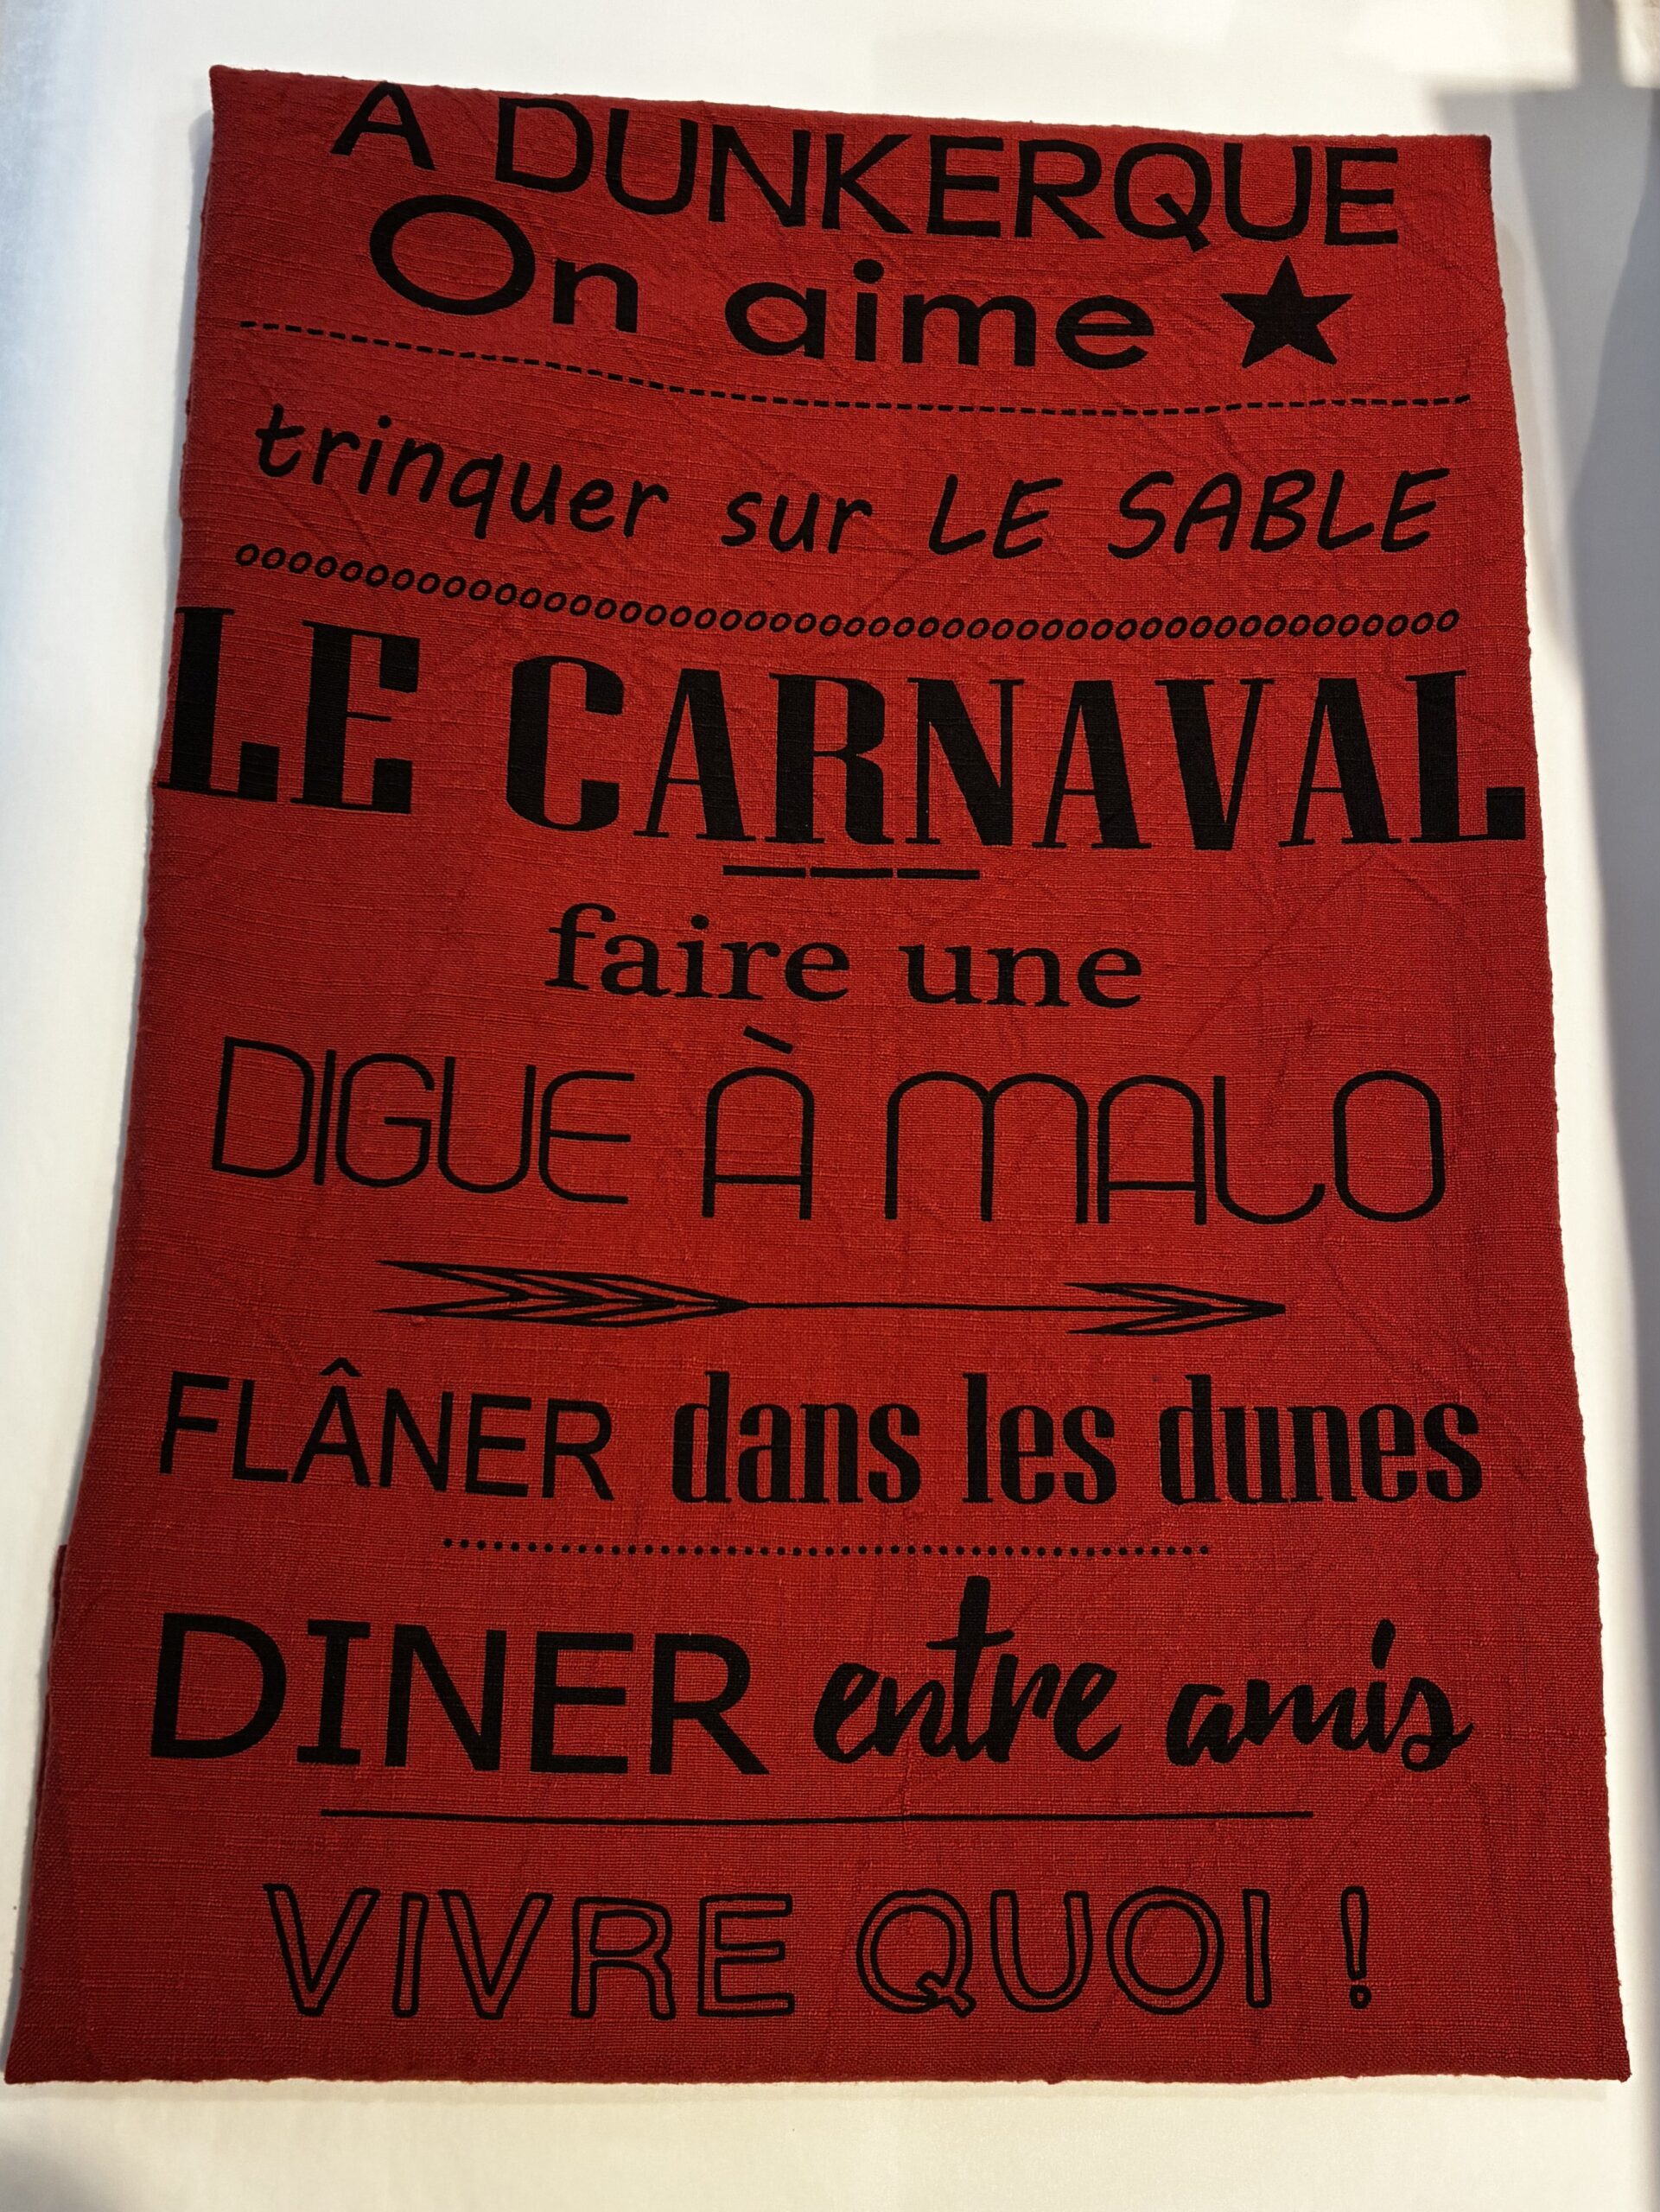 A DUNKERQUE
On aime
trinquer sur LE SABLE
LE CARNAVAL
faire une
DIGUE À MALO
FLÂNER dans les dunes
DINER entre amis
VIVRE QUOI !